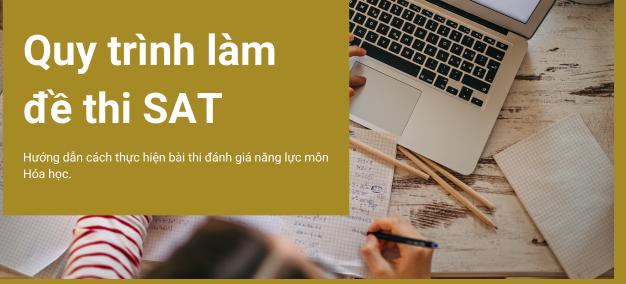 Quy trình làm
đề thi SAT
Hướng dẫn cách thực hiện bài thi đánh giá năng lực môn
Hóa học.